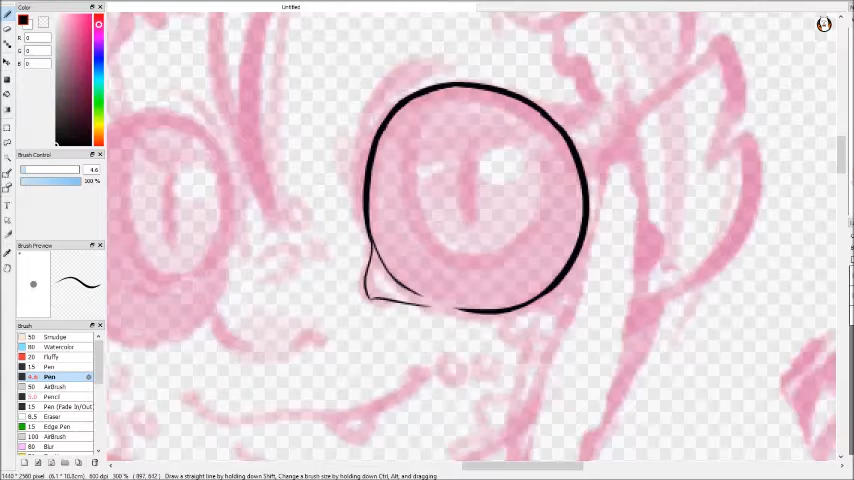 Untitled
Color
R 0
G 0
B 0
Brush Control
4.6
100 %
Brush Preview
Brush
50 Smudge
80 Watercolor
20 Fluffy
15 Pen
4.6 Pen
50 AirBrush
5.0 Pencil
15 Pen (Fade In/Out)
8.5 Eraser
15 Edge Pen
100 AirBrush
80 Blur
1440 * 2560 pixel (6.1 * 10.8cm) 600 dpi 300 % ( 897, 642 ) Draw a straight line by holding down Shift, Change a brush size by holding down Ctrl, Alt, and dragging